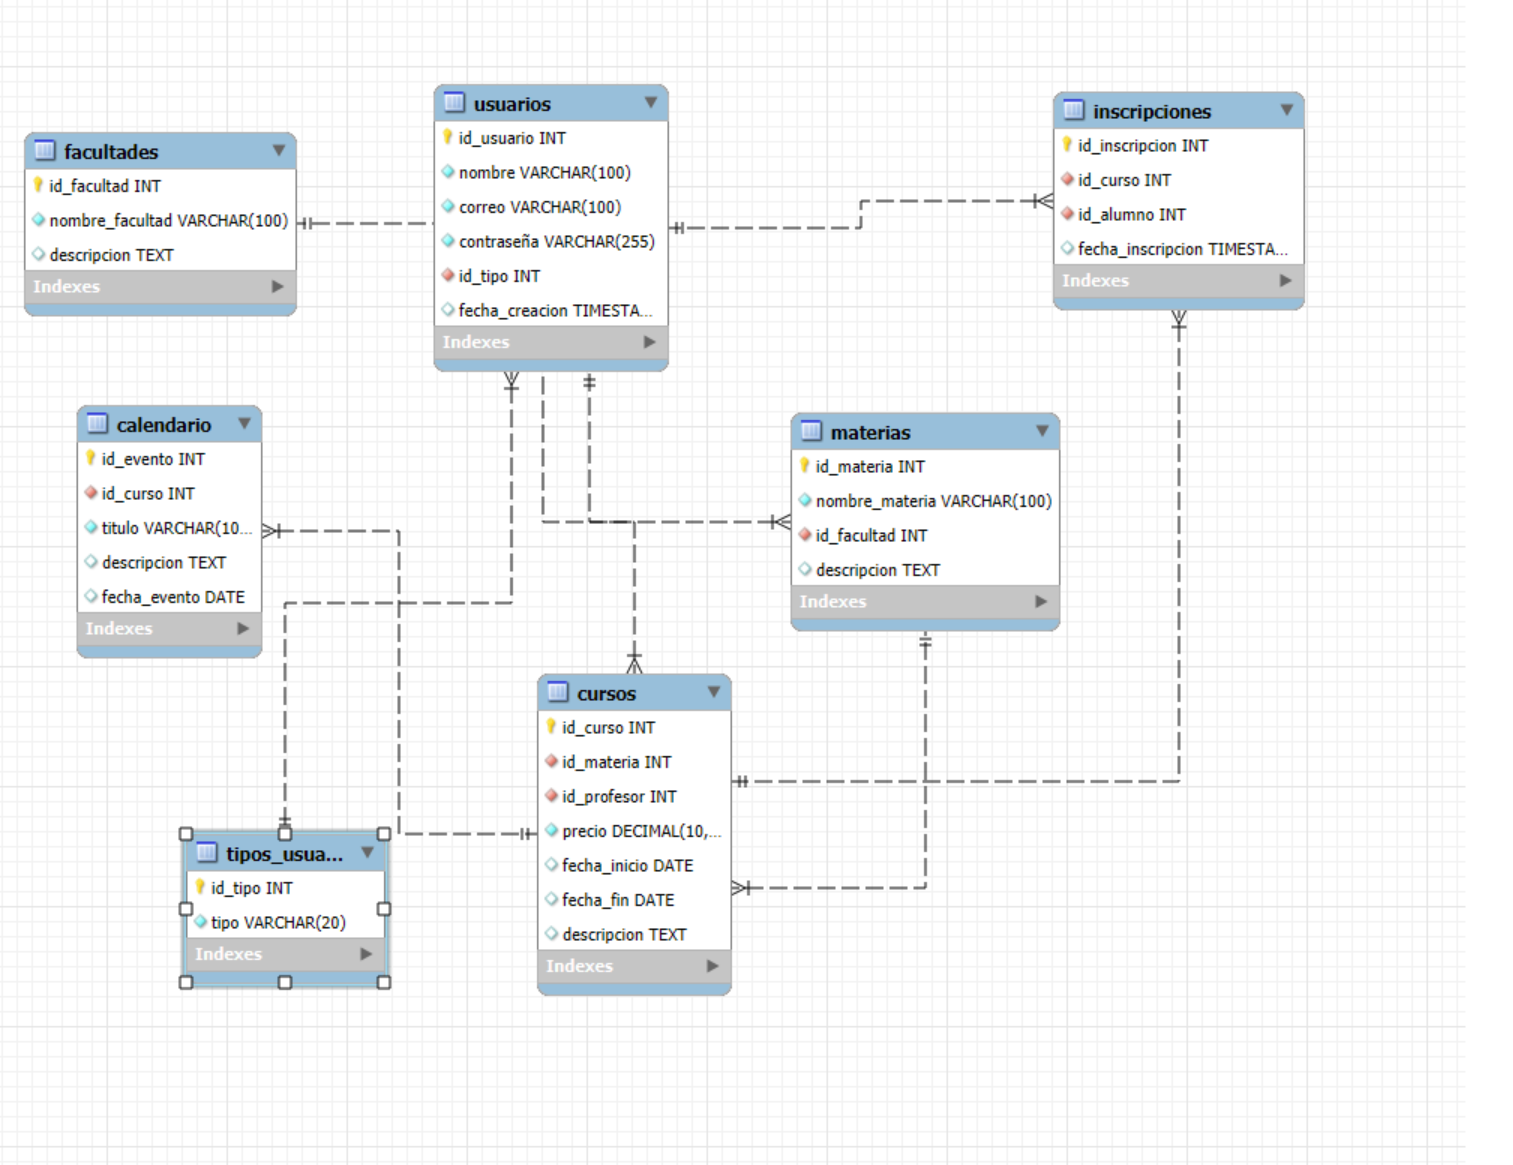 facultades
id_facultad INT
nombre_facultad VARCHAR(100)
descripcion TEXT
Indexes
usuarios
id_usuario INT
nombre VARCHAR(100)
correo VARCHAR(100)
contraseña VARCHAR(255)
id_tipo INT
fecha_creacion TIMESTA...
Indexes
inscripciones
id_inscripcion INT
id_curso INT
id_alumno INT
fecha_inscripcion TIMESTA...
Indexes
calendario
id_evento INT
id_curso INT
titulo VARCHAR(10...
descripcion TEXT
fecha_evento DATE
Indexes
materias
id_materia INT
nombre_materia VARCHAR(100)
id_facultad INT
descripcion TEXT
Indexes
cursos
id_curso INT
id_materia INT
id_profesor INT
precio DECIMAL(10,...
fecha_inicio DATE
fecha_fin DATE
descripcion TEXT
Indexes
tipos_usua...
id_tipo INT
tipo VARCHAR(20)
Indexes